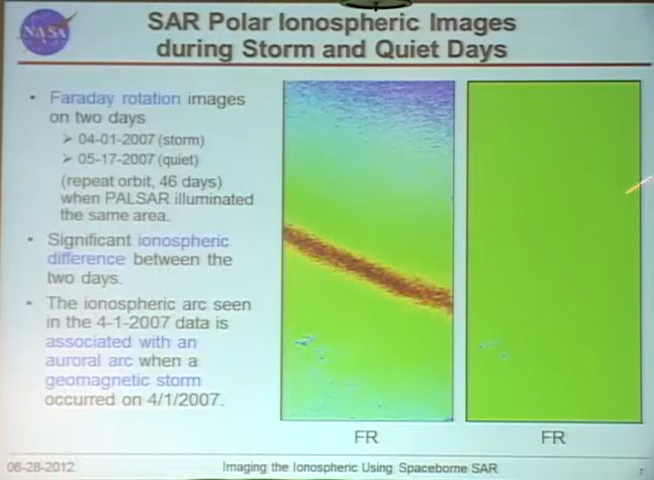 NASA
SAR Polar Ionospheric Images
during Storm and Quiet Days
• Faraday rotation images
on two days
➢ 04-01-2007 (storm)
➢ 05-17-2007 (quiet)
(repeat orbit, 46 days)
when PALSAR illuminated
the same area.
• Significant ionospheric
difference between the
two days.
• The ionospheric arc seen
in the 4-1-2007 data is
associated with an
auroral arc when a
geomagnetic storm
occurred on 4/1/2007.
FR
FR
06-28-2012
Imaging the Ionospheric Using Spaceborne SAR